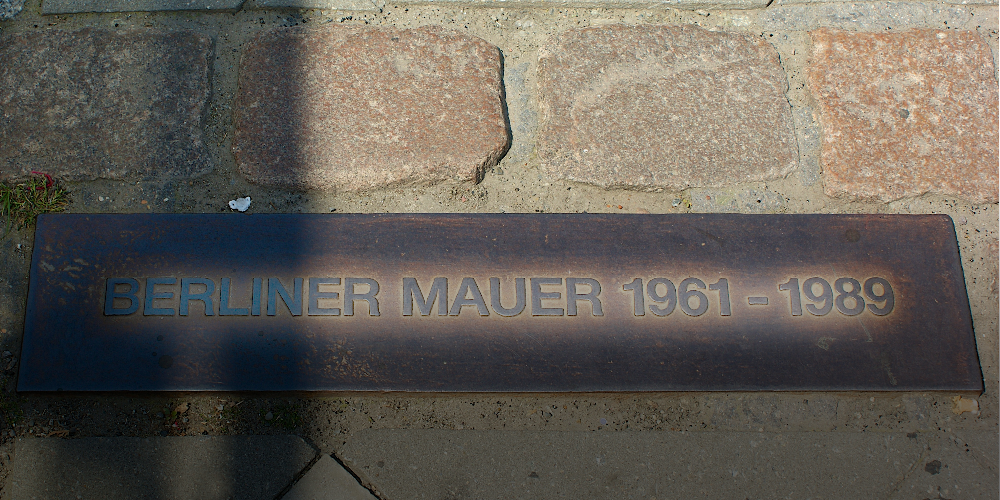 BERLINER MAUER 1961 - 1989